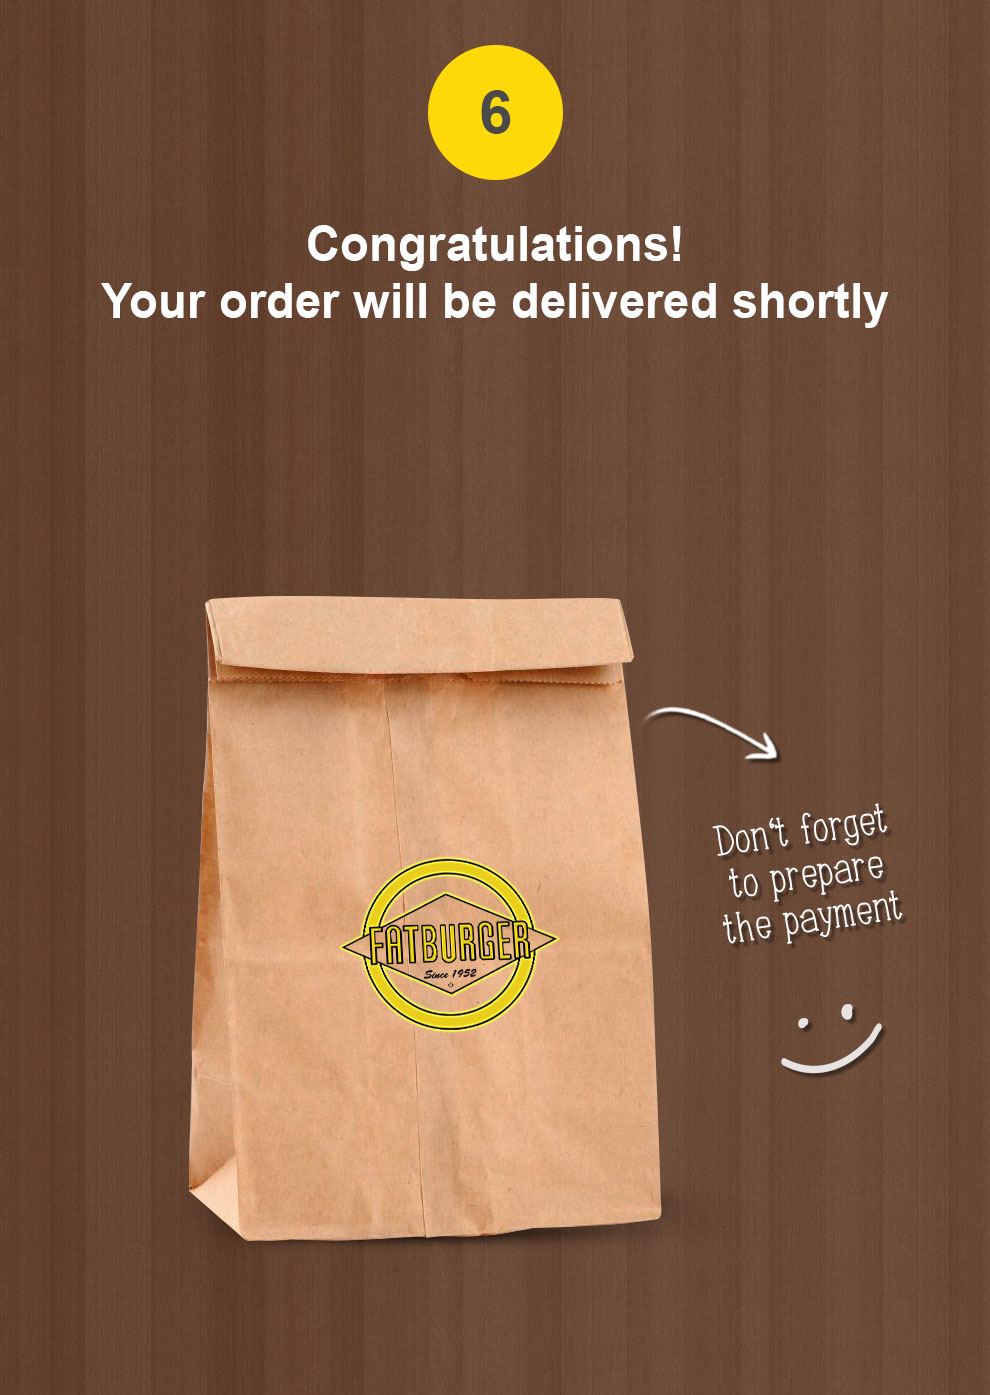 6
Congratulations!
Your order will be delivered shortly
Don't forget
to prepare
the payment
FATBURGER
Since 1952